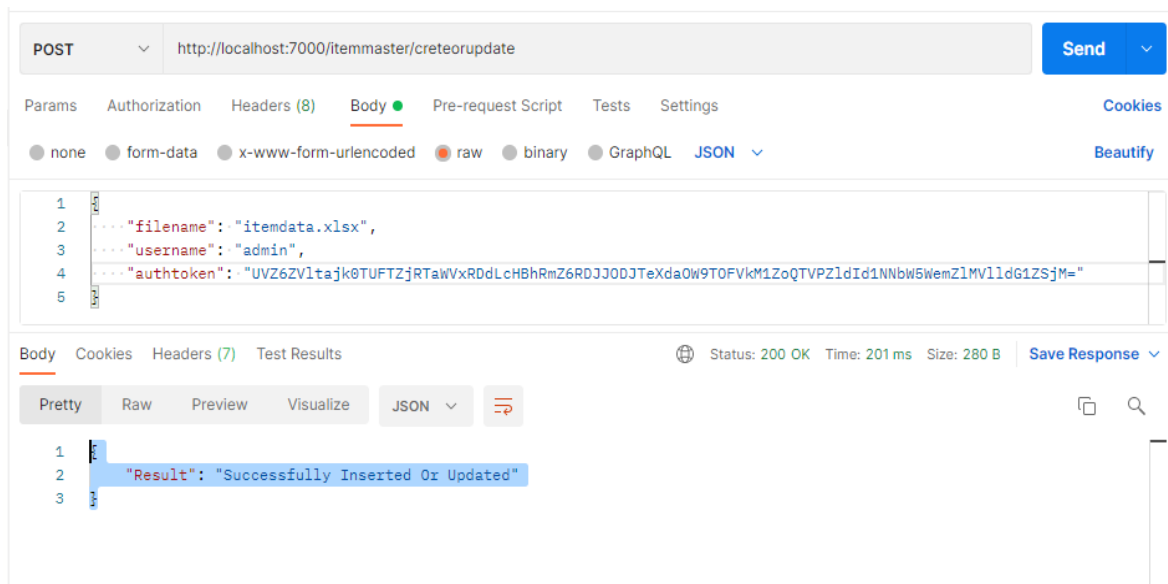 POST http://localhost:7000/itemmaster/creteorupdate Send
Params Authorization Headers (8) Body Pre-request Script Tests Settings Cookies
none form-data x-www-form-urlencoded raw binary GraphQL JSON Beautify
1 {
2 "filename": "itemdata.xlsx",
3 "username": "admin",
4 "authtoken": "UVZ6ZVltajk0TUFTZjRTaWVxRDdLcHBhRmZ6RDJJODJTeXdaOW9TOFVkM1ZoQTVPZldId1NNbW5WemZlMVlldG1ZSjM="
5 }
Body Cookies Headers (7) Test Results Status: 200 OK Time: 201 ms Size: 280 B Save Response
Pretty Raw Preview Visualize JSON
1 {
2 "Result": "Successfully Inserted Or Updated"
3 }